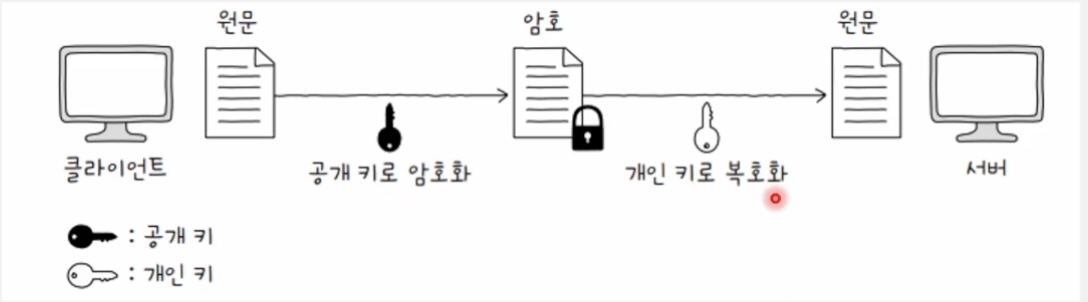 원문
암호
원문
클라이언트
공개 키로 암호화
개인 키로 복호화
서버
: 공개 키
: 개인 키